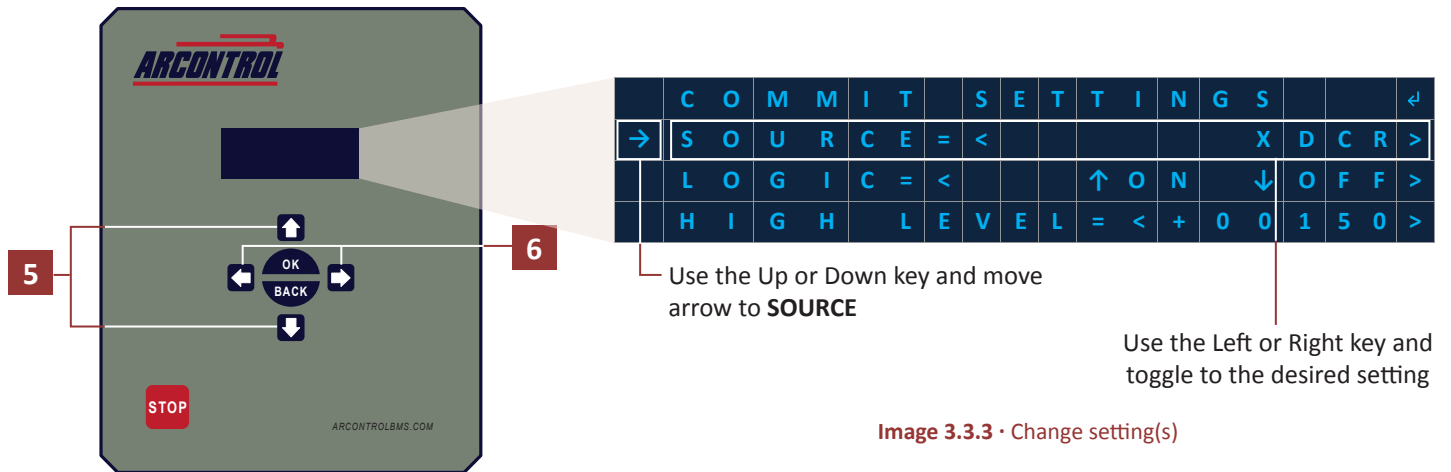 ARCONTROL
COMMIT SETTINGS ↲
→ SOURCE=< XDCR>
LOGIC=< ↑ON ↓OFF>
HIGH LEVEL=<+00150>
5
6
OK
BACK
Use the Up or Down key and move
arrow to SOURCE
Use the Left or Right key and
toggle to the desired setting
STOP
ARCONTROLBMS.COM
Image 3.3.3 · Change setting(s)